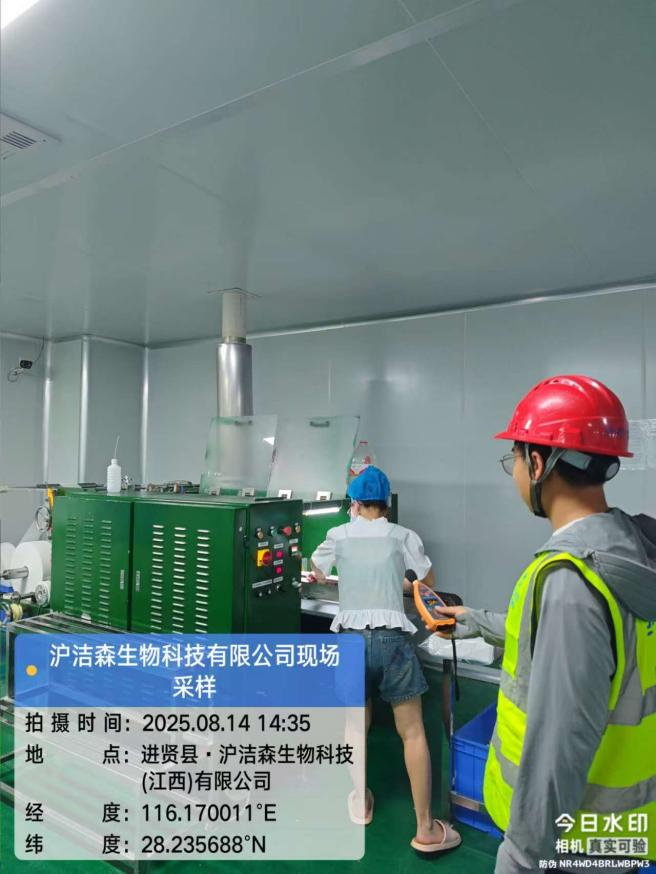 沪洁森生物科技有限公司现场
采样
拍摄时间：2025.08.14 14:35
地点：进贤县·沪洁森生物科技
(江西)有限公司
经度：116.170011°E
纬度：28.235688°N
今日水印
相机 真实可验
防伪 NR4WD4BRLWBPW3